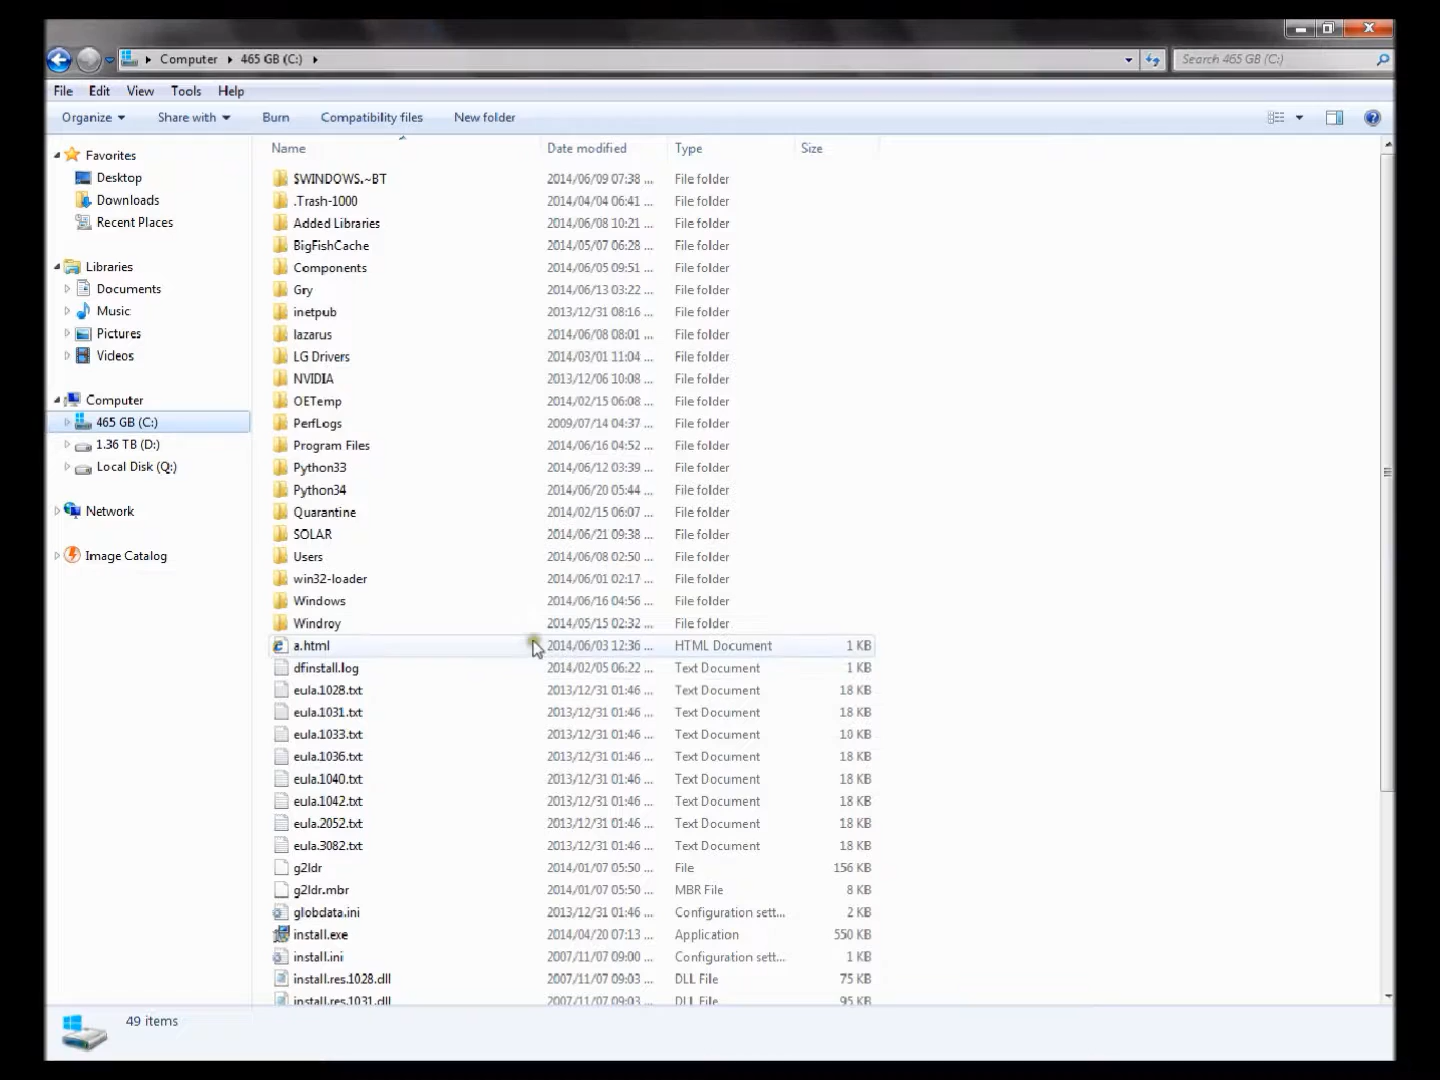 Computer 465 GB (C:) Search 465 GB (C:)
File Edit View Tools Help
Organize Share with Burn Compatibility files New folder
Favorites
Desktop
Downloads
Recent Places
Libraries
Documents
Music
Pictures
Videos
Computer
465 GB (C:)
1.36 TB (D:)
Local Disk (Q:)
Network
Image Catalog
Name Date modified Type Size
$WINDOWS.~BT 2014/06/09 07:38 ... File folder
.Trash-1000 2014/04/04 06:41 ... File folder
Added Libraries 2014/06/08 10:21 ... File folder
BigFishCache 2014/05/07 06:28 ... File folder
Components 2014/06/05 09:51 ... File folder
Gry 2014/06/13 03:22 ... File folder
inetpub 2013/12/31 08:16 ... File folder
lazarus 2014/06/08 08:01 ... File folder
LG Drivers 2014/03/01 11:04 ... File folder
NVIDIA 2013/12/06 10:08 ... File folder
OETemp 2014/02/15 06:08 ... File folder
PerfLogs 2009/07/14 04:37 ... File folder
Program Files 2014/06/16 04:52 ... File folder
Python33 2014/06/12 03:39 ... File folder
Python34 2014/06/20 05:44 ... File folder
Quarantine 2014/02/15 06:07 ... File folder
SOLAR 2014/06/21 09:38 ... File folder
Users 2014/06/08 02:50 ... File folder
win32-loader 2014/06/01 02:17 ... File folder
Windows 2014/06/16 04:56 ... File folder
Windroy 2014/05/15 02:32 ... File folder
a.html 2014/06/03 12:36 ... HTML Document 1 KB
dfinstall.log 2014/02/05 06:22 ... Text Document 1 KB
eula.1028.txt 2013/12/31 01:46 ... Text Document 18 KB
eula.1031.txt 2013/12/31 01:46 ... Text Document 18 KB
eula.1033.txt 2013/12/31 01:46 ... Text Document 10 KB
eula.1036.txt 2013/12/31 01:46 ... Text Document 18 KB
eula.1040.txt 2013/12/31 01:46 ... Text Document 18 KB
eula.1042.txt 2013/12/31 01:46 ... Text Document 18 KB
eula.2052.txt 2013/12/31 01:46 ... Text Document 18 KB
eula.3082.txt 2013/12/31 01:46 ... Text Document 18 KB
g2ldr 2014/01/07 05:50 ... File 156 KB
g2ldr.mbr 2014/01/07 05:50 ... MBR File 8 KB
globdata.ini 2013/12/31 01:46 ... Configuration sett... 2 KB
install.exe 2014/04/20 07:13 ... Application 550 KB
install.ini 2007/11/07 09:00 ... Configuration sett... 1 KB
install.res.1028.dll 2007/11/07 09:03 ... DLL File 75 KB
install.res.1031.dll 2007/11/07 09:03 ... DLL File 95 KB
49 items